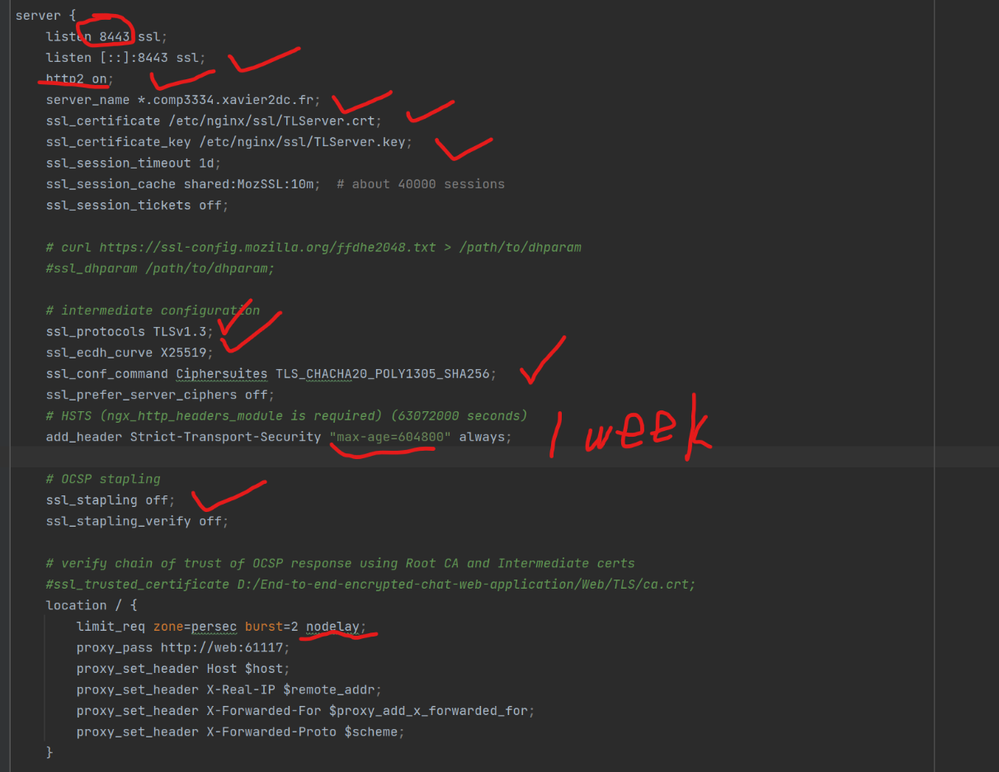 server {
listen 8443 ssl;
listen [::]:8443 ssl;
http2 on;
server_name *.comp3334.xavier2dc.fr;
ssl_certificate /etc/nginx/ssl/TLServer.crt;
ssl_certificate_key /etc/nginx/ssl/TLServer.key;
ssl_session_timeout 1d;
ssl_session_cache shared:MozSSL:10m;  # about 40000 sessions
ssl_session_tickets off;
# curl https://ssl-config.mozilla.org/ffdhe2048.txt > /path/to/dhparam
#ssl_dhparam /path/to/dhparam;
# intermediate configuration
ssl_protocols TLSv1.3;
ssl_ecdh_curve X25519;
ssl_conf_command Ciphersuites TLS_CHACHA20_POLY1305_SHA256;
ssl_prefer_server_ciphers off;
# HSTS (ngx_http_headers_module is required) (63072000 seconds)
add_header Strict-Transport-Security "max-age=604800" always;
1 week
# OCSP stapling
ssl_stapling off;
ssl_stapling_verify off;
# verify chain of trust of OCSP response using Root CA and Intermediate certs
#ssl_trusted_certificate D:/End-to-end-encrypted-chat-web-application/Web/TLS/ca.crt;
location / {
limit_req zone=persec burst=2 nodelay;
proxy_pass http://web:61117;
proxy_set_header Host $host;
proxy_set_header X-Real-IP $remote_addr;
proxy_set_header X-Forwarded-For $proxy_add_x_forwarded_for;
proxy_set_header X-Forwarded-Proto $scheme;
}